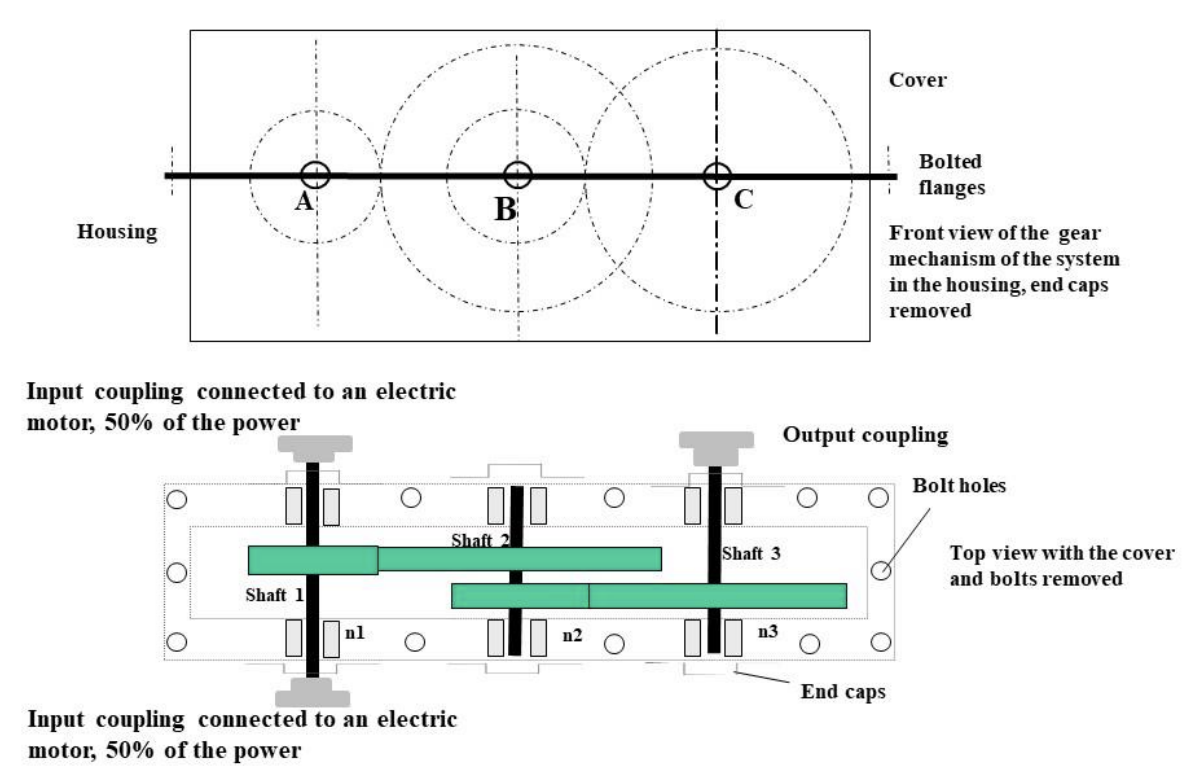 Cover
Bolted
flanges
A
B
C
Housing
Front view of the gear
mechanism of the system
in the housing, end caps
removed
Input coupling connected to an electric
motor, 50% of the power
Output coupling
Bolt holes
Shaft 2
Shaft 3
Top view with the cover
and bolts removed
Shaft 1
n1
n2
n3
End caps
Input coupling connected to an electric
motor, 50% of the power